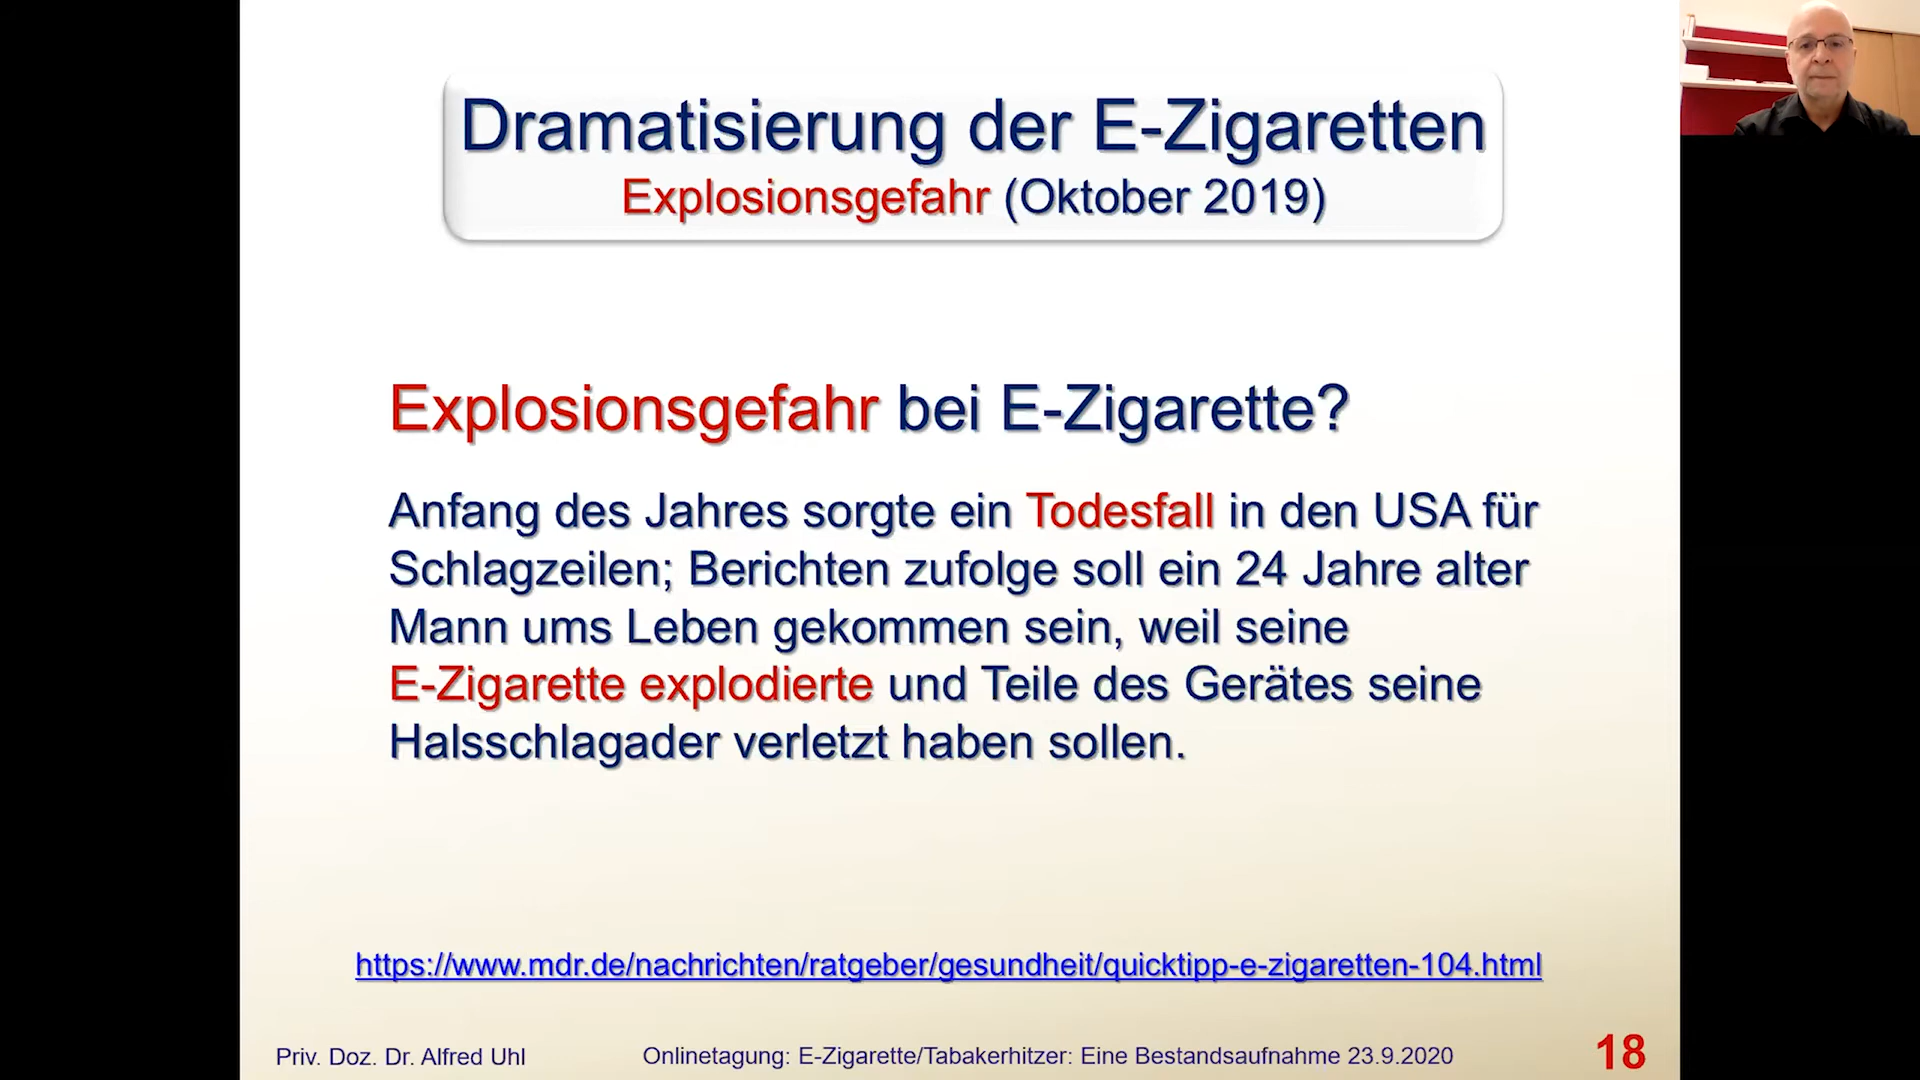 Dramatisierung der E-Zigaretten
Explosionsgefahr (Oktober 2019)
Explosionsgefahr bei E-Zigarette?
Anfang des Jahres sorgte ein Todesfall in den USA für
Schlagzeilen; Berichten zufolge soll ein 24 Jahre alter
Mann ums Leben gekommen sein, weil seine
E-Zigarette explodierte und Teile des Gerätes seine
Halsschlagader verletzt haben sollen.
https://www.mdr.de/nachrichten/ratgeber/gesundheit/quicktipp-e-zigaretten-104.html
Priv. Doz. Dr. Alfred Uhl
Onlinetagung: E-Zigarette/Tabakerhitzer: Eine Bestandsaufnahme 23.9.2020
18